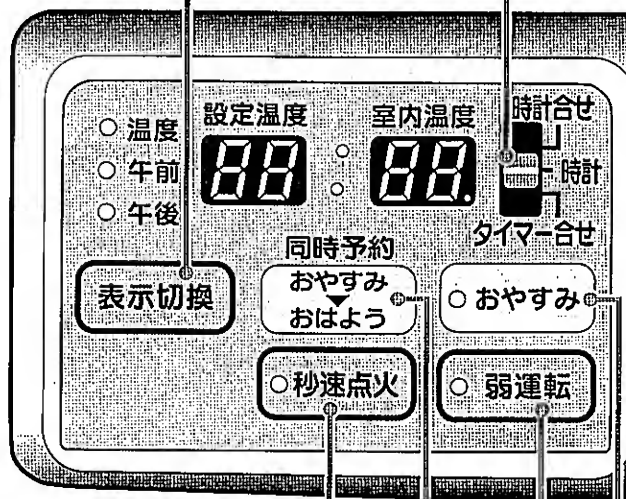 設定温度
室内温度
時計合せ
温度
午前
午後
88:88.
時計
タイマー合せ
同時予約
おやすみ
▼
おはよう
表示切換
おやすみ
秒速点火
弱運転